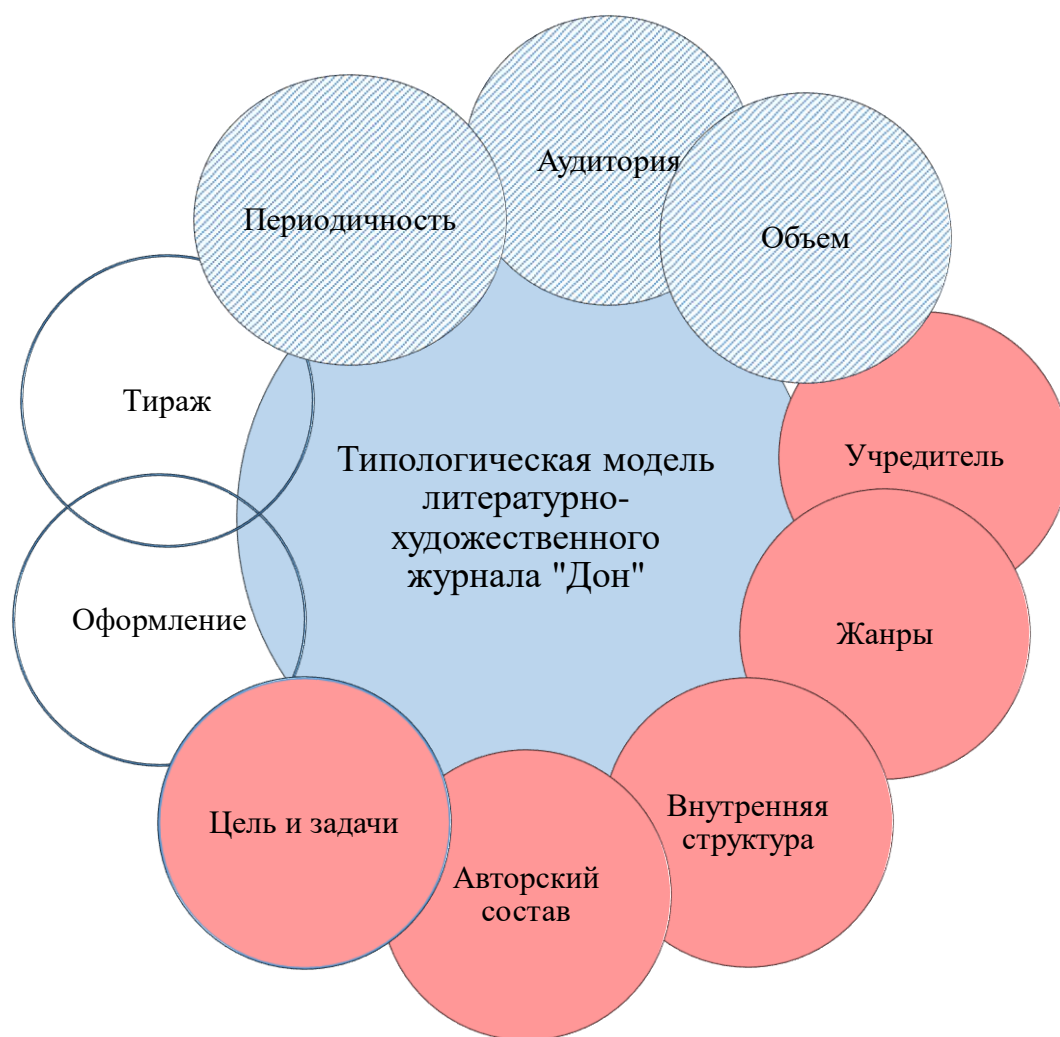 Аудитория
Периодичность
Объем
Тираж
Учредитель
Типологическая модель
литературно-
художественного
журнала "Дон"
Оформление
Жанры
Цель и задачи
Внутренняя
структура
Авторский
состав